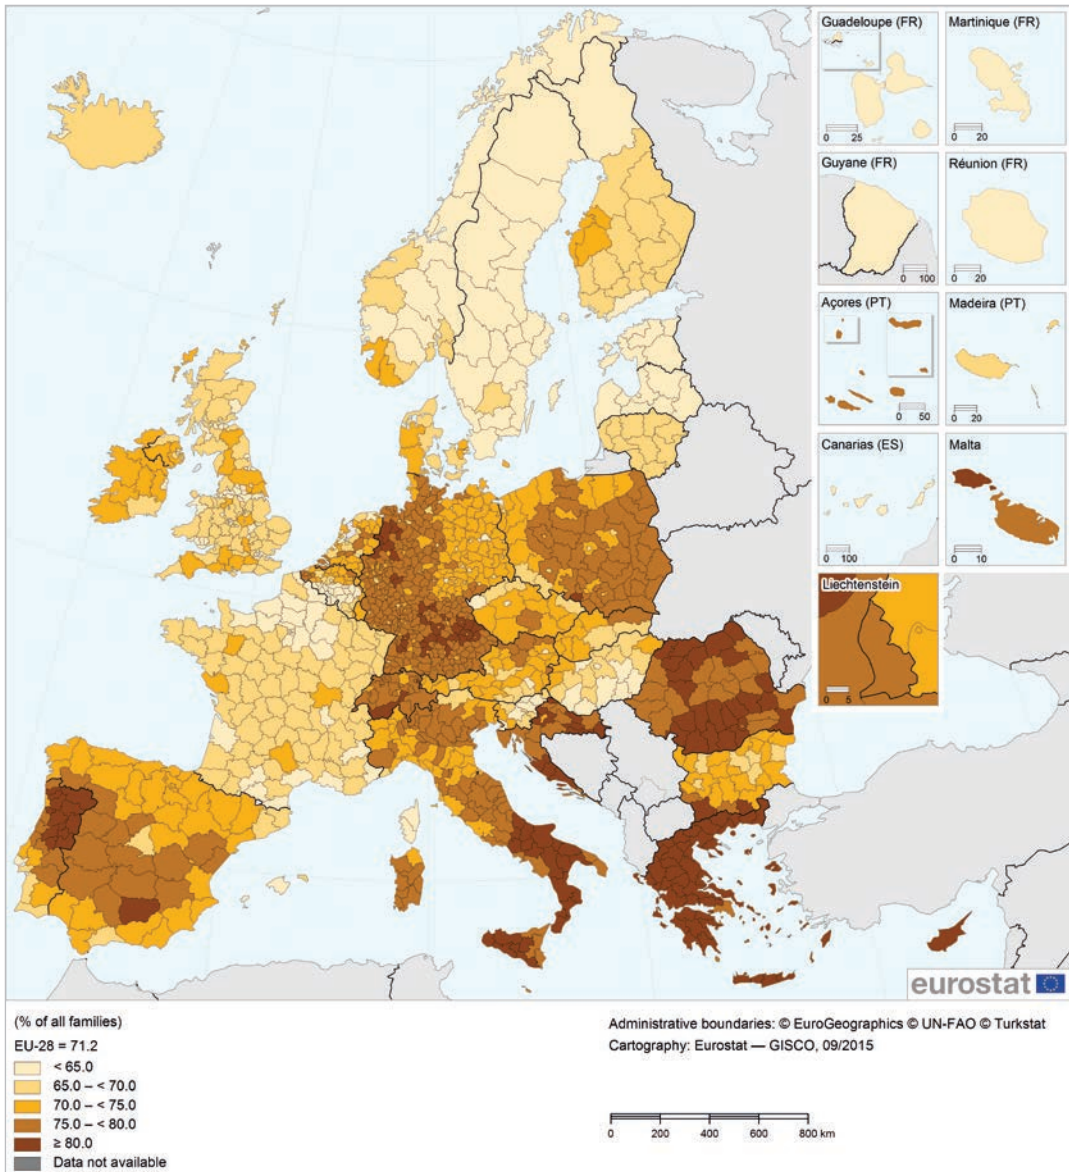 Guadeloupe (FR)
0 25
Martinique (FR)
0 20
Guyane (FR)
0 100
Réunion (FR)
0 20
Açores (PT)
0 50
Madeira (PT)
0 20
Canarias (ES)
0 100
Malta
0 10
Liechtenstein
0 5
eurostat
(% of all families)
EU-28 = 71.2
< 65.0
65.0 – < 70.0
70.0 – < 75.0
75.0 – < 80.0
≥ 80.0
Data not available
Administrative boundaries: © EuroGeographics © UN-FAO © Turkstat
Cartography: Eurostat — GISCO, 09/2015
0 200 400 600 800 km